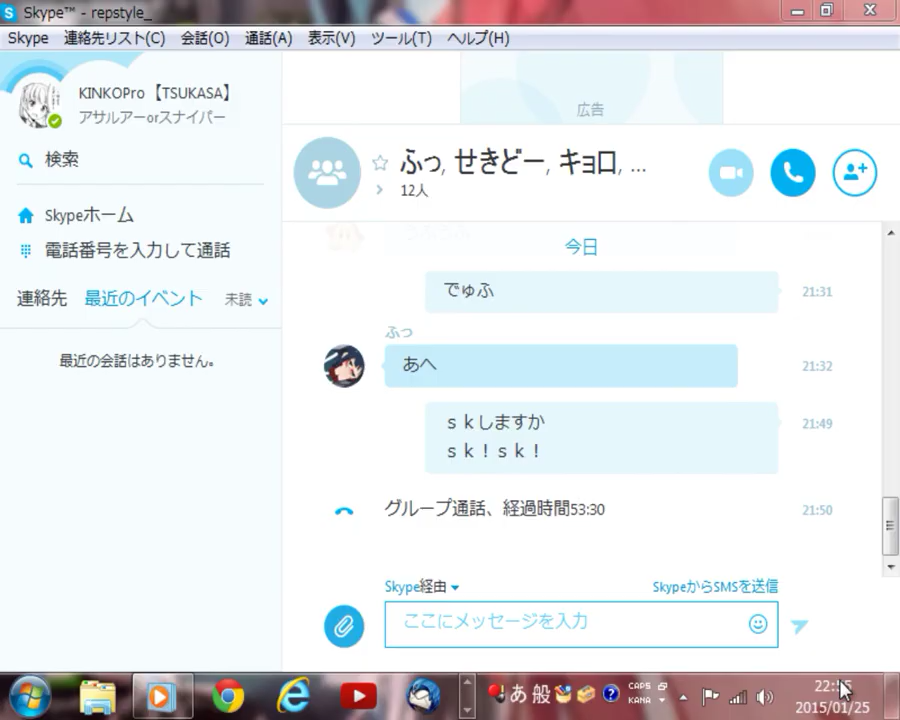 Skype™ - repstyle_
Skype 連絡先リスト(C) 会話(O) 通話(A) 表示(V) ツール(T) ヘルプ(H)
KINKOPro【TSUKASA】
アサルアーorスナイパー
検索
Skypeホーム
電話番号を入力して通話
連絡先 最近のイベント 未読
最近の会話はありません。
広告
ふっ, せきどー, キョロ, ...
12人
今日
でゅふ 21:31
ふっ
あへ 21:32
ｓｋしますか 21:49
ｓｋ！ｓｋ！
グループ通話、経過時間53:30 21:50
Skype経由 SkypeからSMSを送信
ここにメッセージを入力
あ 般 CAPS
KANA
2015/01/25